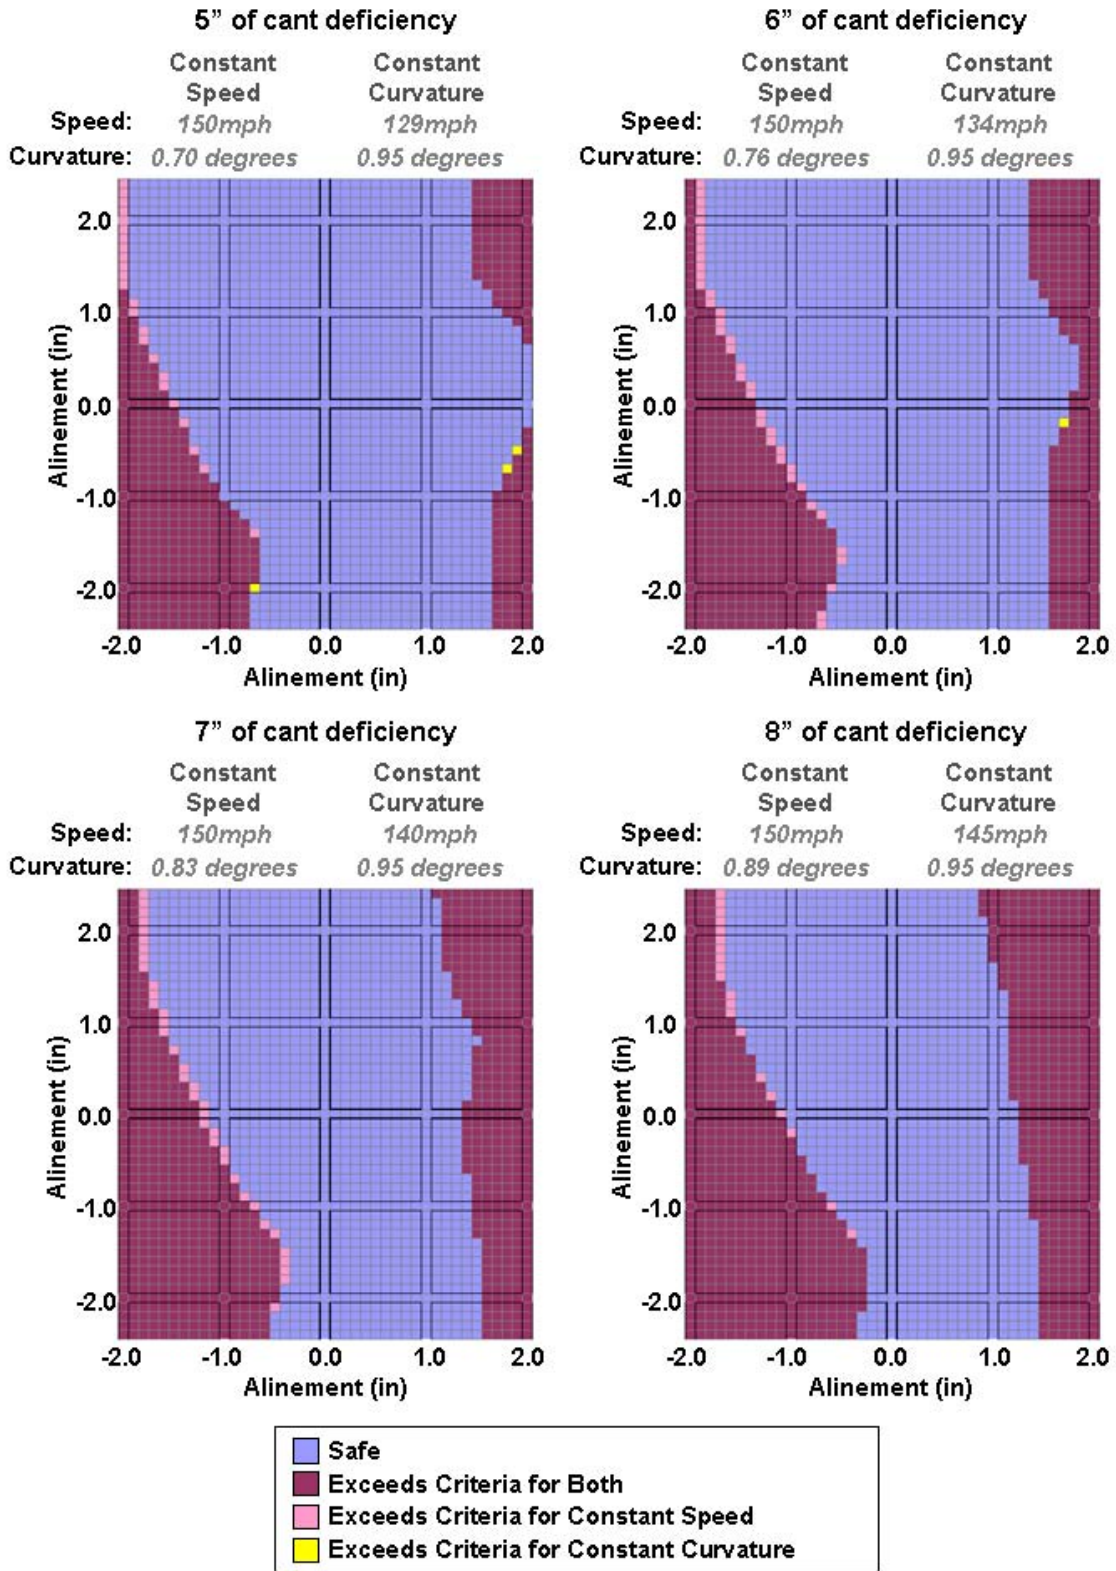 5” of cant deficiency
Constant Constant
Speed Curvature
Speed: 150mph 129mph
Curvature: 0.70 degrees 0.95 degrees
2.0
1.0
0.0
-1.0
-2.0
Alinement (in)
-2.0 -1.0 0.0 1.0 2.0
Alinement (in)
6” of cant deficiency
Constant Constant
Speed Curvature
Speed: 150mph 134mph
Curvature: 0.76 degrees 0.95 degrees
2.0
1.0
0.0
-1.0
-2.0
Alinement (in)
-2.0 -1.0 0.0 1.0 2.0
Alinement (in)
7” of cant deficiency
Constant Constant
Speed Curvature
Speed: 150mph 140mph
Curvature: 0.83 degrees 0.95 degrees
2.0
1.0
0.0
-1.0
-2.0
Alinement (in)
-2.0 -1.0 0.0 1.0 2.0
Alinement (in)
8” of cant deficiency
Constant Constant
Speed Curvature
Speed: 150mph 145mph
Curvature: 0.89 degrees 0.95 degrees
2.0
1.0
0.0
-1.0
-2.0
Alinement (in)
-2.0 -1.0 0.0 1.0 2.0
Alinement (in)
Safe
Exceeds Criteria for Both
Exceeds Criteria for Constant Speed
Exceeds Criteria for Constant Curvature